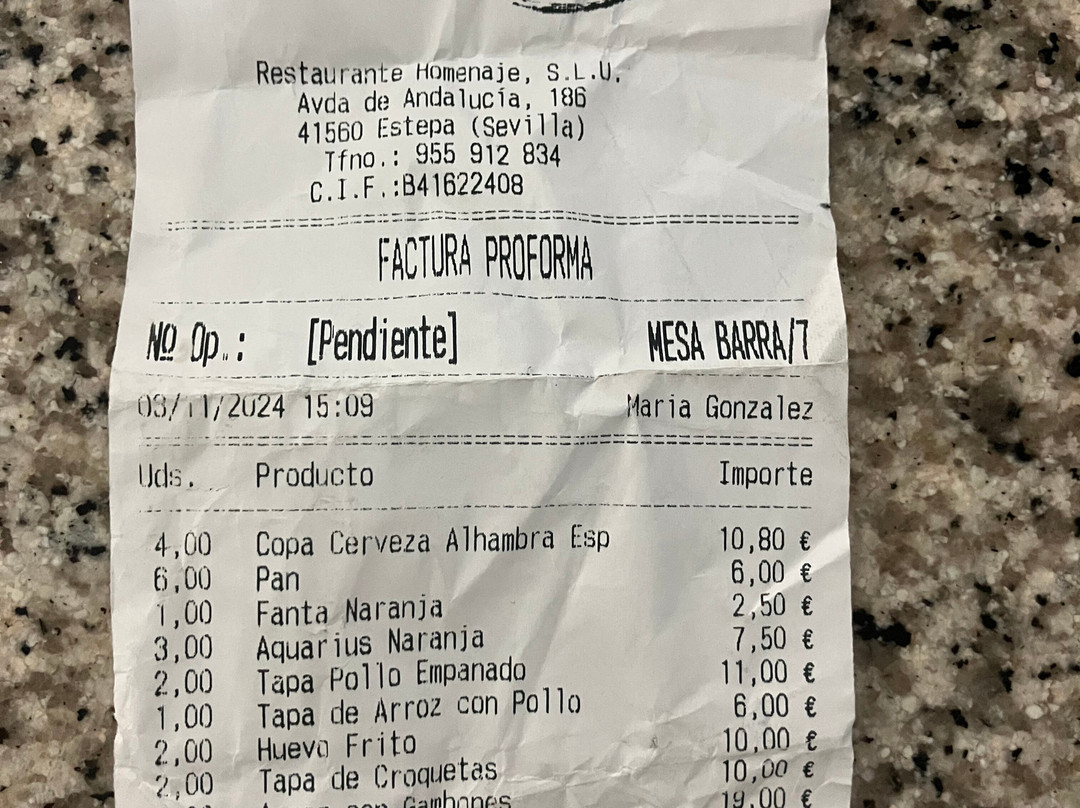 Restaurante Homenaje, S.L.U.
Avda de Andalucía, 186
41560 Estepa (Sevilla)
Tfno.: 955 912 834
C.I.F.:B41622408
FACTURA PROFORMA
Nº Op.: [Pendiente] MESA BARRA/7
03/11/2024 15:09 Maria Gonzalez
Uds. Producto Importe
4,00 Copa Cerveza Alhambra Esp 10,80 €
6,00 Pan 6,00 €
1,00 Fanta Naranja 2,50 €
3,00 Aquarius Naranja 7,50 €
2,00 Tapa Pollo Empanado 11,00 €
1,00 Tapa de Arroz con Pollo 6,00 €
2,00 Huevo Frito 10,00 €
2,00 Tapa de Croquetas 10,00 €
con Gambones 19,00 €